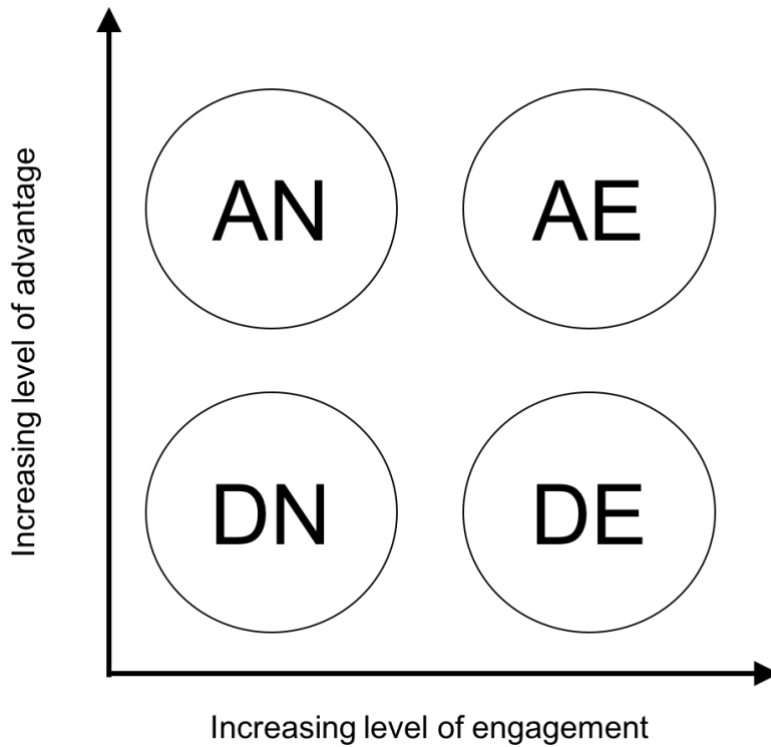 Increasing level of advantage
AN
AE
DN
DE
Increasing level of engagement